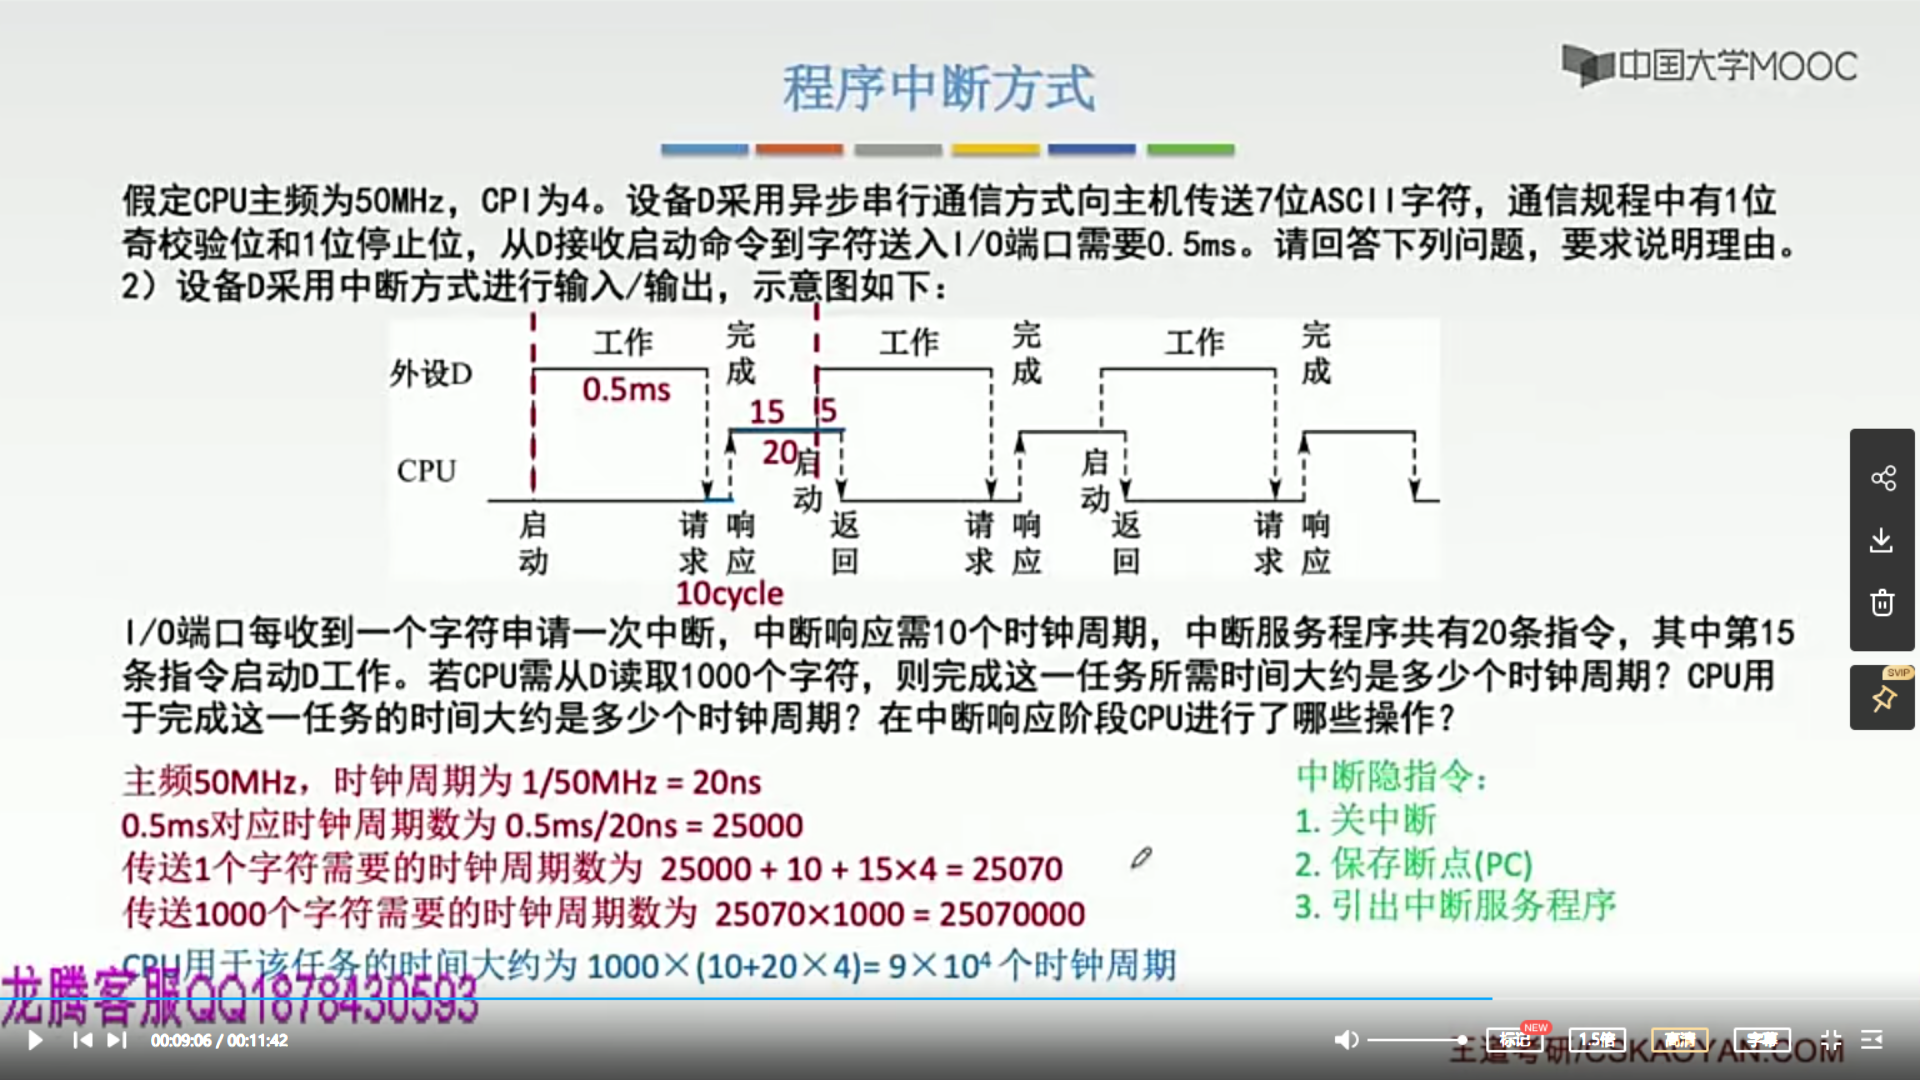 中国大学MOOC
程序中断方式
假定CPU主频为50MHz，CPI为4。设备D采用异步串行通信方式向主机传送7位ASCII字符，通信规程中有1位
奇校验位和1位停止位，从D接收启动命令到字符送入I/O端口需要0.5ms。请回答下列问题，要求说明理由。
2）设备D采用中断方式进行输入/输出，示意图如下：
工作 完成 工作 完成 工作 完成
外设D
0.5ms
15 5
20
CPU
启动 启动
启动 请求 响应 返回 请求 响应 返回 请求 响应
10cycle
I/O端口每收到一个字符申请一次中断，中断响应需10个时钟周期，中断服务程序共有20条指令，其中第15
条指令启动D工作。若CPU需从D读取1000个字符，则完成这一任务所需时间大约是多少个时钟周期？CPU用
于完成这一任务的时间大约是多少个时钟周期？在中断响应阶段CPU进行了哪些操作？
主频50MHz，时钟周期为 1/50MHz = 20ns
0.5ms对应时钟周期数为 0.5ms/20ns = 25000
传送1个字符需要的时钟周期数为 25000 + 10 + 15×4 = 25070
传送1000个字符需要的时钟周期数为 25070×1000 = 25070000
CPU用于该任务的时间大约为 1000×(10+20×4)= 9×10⁴ 个时钟周期
中断隐指令：
1. 关中断
2. 保存断点(PC)
3. 引出中断服务程序
龙腾客服QQ1878430593
SVIP
00:09:06 / 00:11:42
NEW
标记 1.5倍 高清 字幕
王道考研/CSKAOYAN.COM